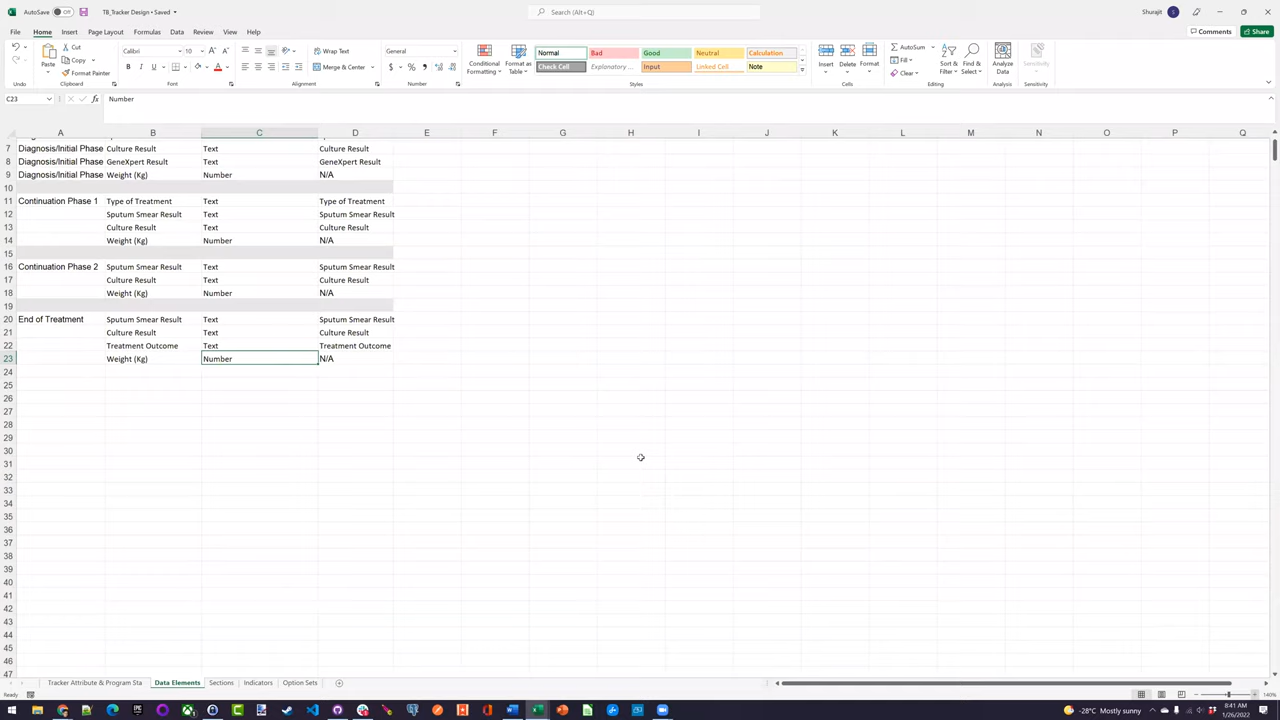 AutoSave Off TB_Tracker Design • Saved Search (Alt+Q) Shurajit S
File Home Insert Page Layout Formulas Data Review View Help Comments Share
Paste Cut Copy Format Painter Calibri 10 Wrap Text Merge & Center General Conditional Formatting Format as Table Normal Bad Good Neutral Calculation Check Cell Explanatory ... Input Linked Cell Note Insert Delete Format AutoSum Fill Clear Sort & Filter Find & Select Analyze Data Sensitivity
Undo Clipboard Font Alignment Number Styles Cells Editing Analysis Sensitivity
C23 fx Number
A B C D E F G H I J K L M N O P Q
7 Diagnosis/Initial Phase Culture Result Text Culture Result
8 Diagnosis/Initial Phase GeneXpert Result Text GeneXpert Result
9 Diagnosis/Initial Phase Weight (Kg) Number N/A
10
11 Continuation Phase 1 Type of Treatment Text Type of Treatment
12 Sputum Smear Result Text Sputum Smear Result
13 Culture Result Text Culture Result
14 Weight (Kg) Number N/A
15
16 Continuation Phase 2 Sputum Smear Result Text Sputum Smear Result
17 Culture Result Text Culture Result
18 Weight (Kg) Number N/A
19
20 End of Treatment Sputum Smear Result Text Sputum Smear Result
21 Culture Result Text Culture Result
22 Treatment Outcome Text Treatment Outcome
23 Weight (Kg) Number N/A
24
25
26
27
28
29
30
31
32
33
34
35
36
37
38
39
40
41
42
43
44
45
46
47
Tracker Attribute & Program Sta Data Elements Sections Indicators Option Sets
Ready 140%
-28°C Mostly sunny 8:41 AM
1/26/2022